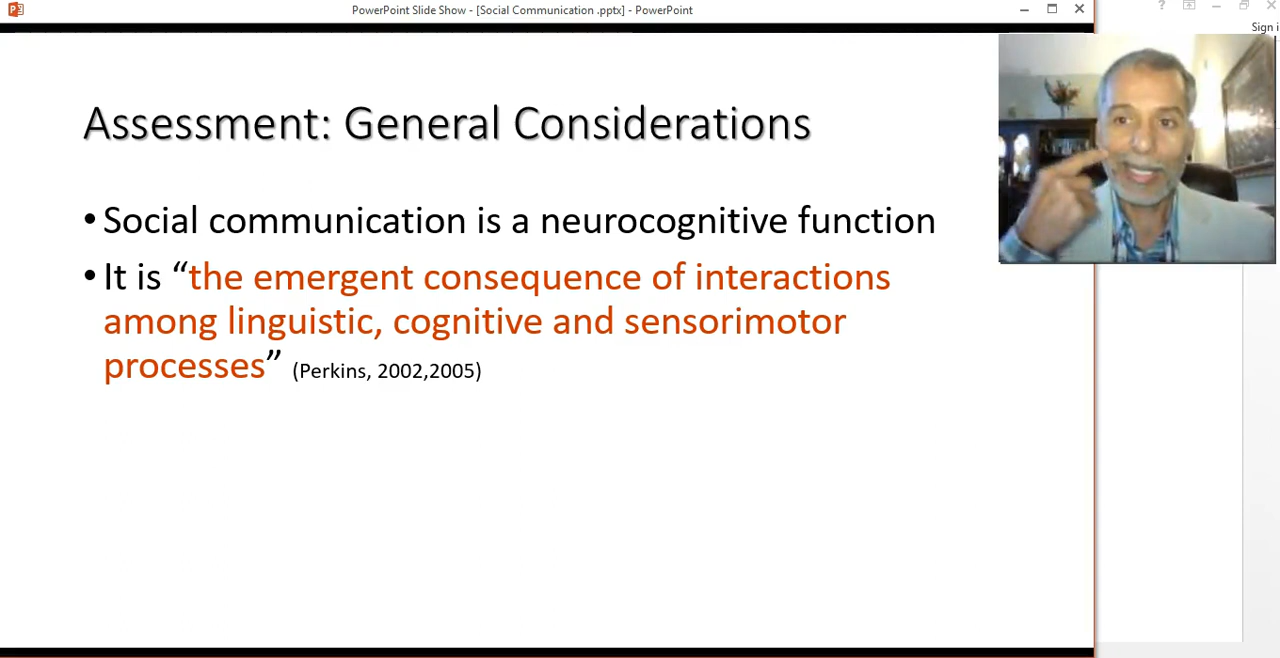 PowerPoint Slide Show - [Social Communication .pptx] - PowerPoint
Sign i
Assessment: General Considerations
• Social communication is a neurocognitive function
• It is “the emergent consequence of interactions
among linguistic, cognitive and sensorimotor
processes” (Perkins, 2002,2005)